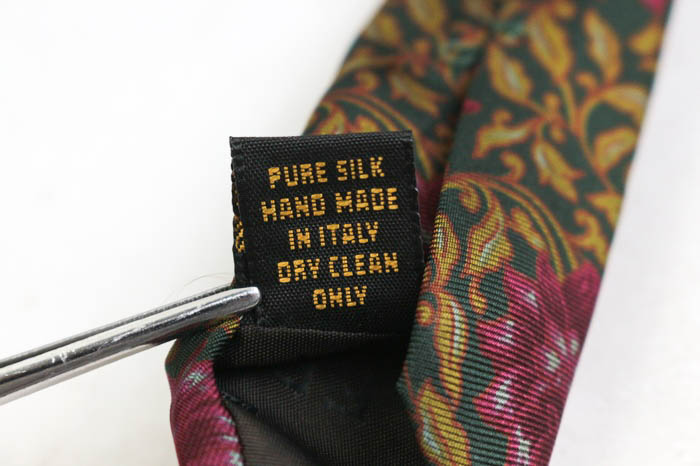 PURE SILK
HAND MADE
IN ITALY
DRY CLEAN
ONLY